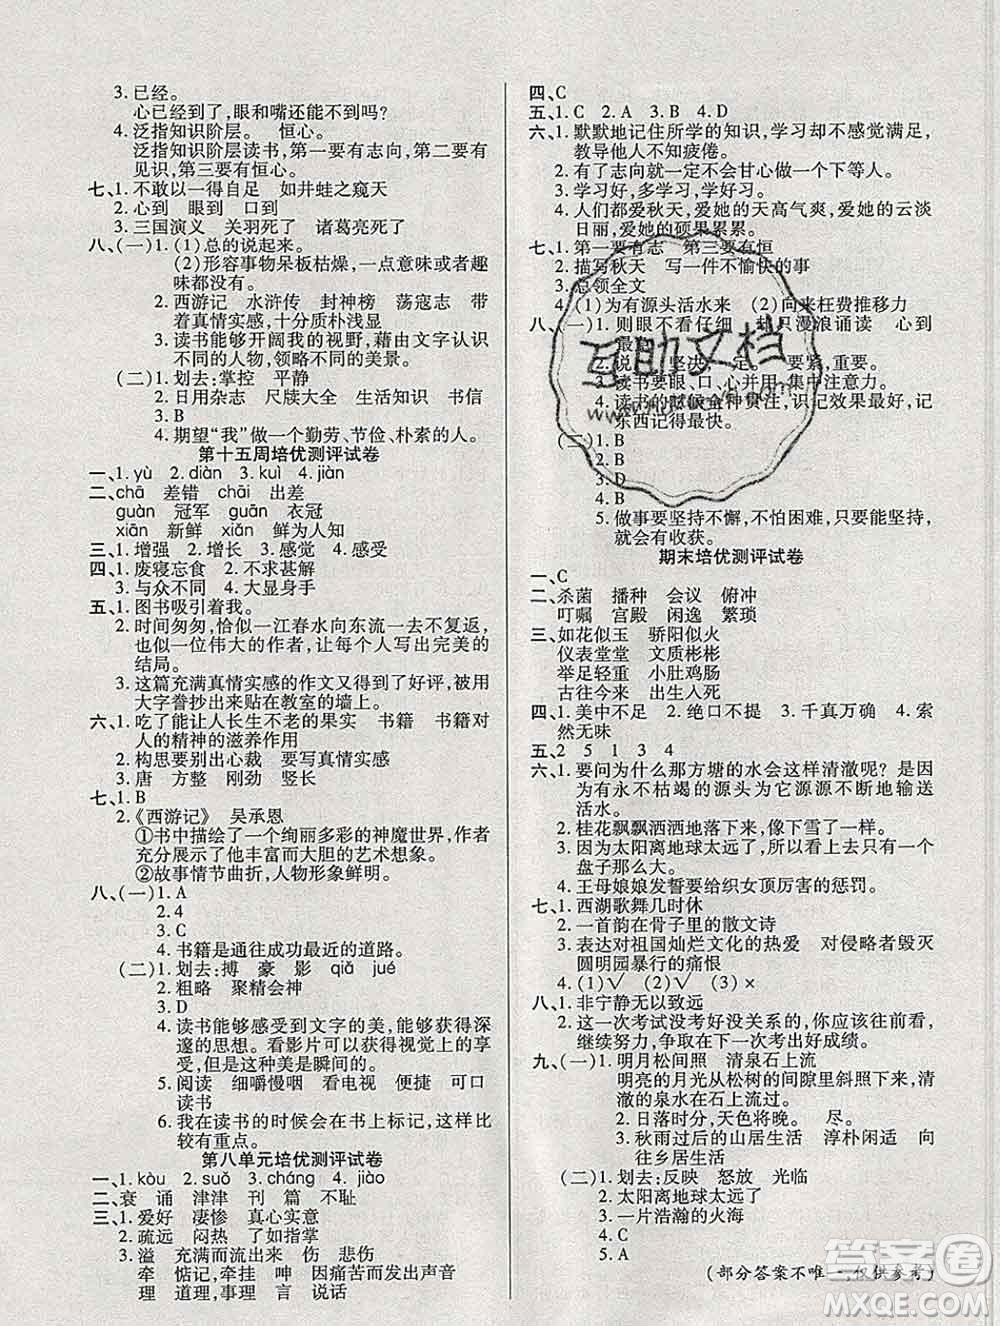 3. 已经。
心已经到了,眼和嘴还能不到吗?
4. 泛指知识阶层。 恒心。
泛指知识阶层读书,第一要有志向,第二要有见识,第三要有恒心。
七、1. 不敢以一得自足 如井蛙之窥天
2. 心到 眼到 口到
3. 三国演义 关羽死了 诸葛亮死了
八、(一)1. (1)总的说起来。
(2)形容事物呆板枯燥,一点意味或者趣味都没有。
2. 西游记 水浒传 封神榜 荡寇志 带着真情实感,十分质朴浅显
3. 读书能够开阔我的视野,藉由文字认识不同的人物,领略不同的美景。
(二)1. 划去:掌控 平静
2. 日用杂志 尺牍大全 生活知识 书信
3. B
4. 期望“我”做一个勤劳、节俭、朴素的人。
第十五周培优测评试卷
一、1. yù 2. diàn 3. kuì 4. jiàn
二、chā 差错 chāi 出差
guàn 冠军 guān 衣冠
xiān 新鲜 xiǎn 鲜为人知
三、1. 增强 2. 增长 3. 感觉 4. 感受
四、1. 废寝忘食 2. 不求甚解
3. 与众不同 4. 大显身手
五、1. 图书吸引着我。
2. 时间匆匆,恰似一江春水向东流一去不复返,也似一位伟大的作者,让每个人写出完美的结局。
3. 这篇充满真情实感的作文又得到了好评,被用大字誊抄出来贴在教室的墙上。
六、1. 吃了能让人长生不老的果实 书籍 书籍对人的精神的滋养作用
2. 构思要别出心裁 要写真情实感
3. 唐 方整 刚劲 竖长
七、1. B
2. 《西游记》 吴承恩
①书中描绘了一个绚丽多彩的神魔世界,作者充分展示了他丰富而大胆的艺术想象。
②故事情节曲折,人物形象鲜明。
八、(一)1. A
2. 4
3. C
4. 书籍是通往成功最近的道路。
(二)1. 划去:搏 豪 影 qiǎ jué
2. 粗略 聚精会神
3. D
4. 读书能够感受到文字的美,能够获得深邃的思想。看影片可以获得视觉上的享受,但这种美是瞬间的。
5. 阅读 细嚼慢咽 看电视 便捷 可口 读书
6. 我在读书的时候会在书上标记,这样就会比较有重点。
第八单元培优测评试卷
一、1. kòu 2. suǒ 3. cháng 4. jiào
二、衰 诵 津津 刊 篇 不耻
三、1. 爱好 凄惨 真心实意
2. 疏远 闷热 了如指掌
3. 溢 充满而流出来 伤 伤悲
牵 惦记,牵挂 呻 因痛苦而发出声音
理 道理,事理 津 滋味
四、C
五、1. C 2. A 3. B 4. D
六、1. 默默地记住所学的知识,学习却不感觉满足,教导他人不知疲倦。
2. 有了志向就一定不会甘心做一个下等人。
3. 学习好,多学习,学了去实践。
4. 人们都爱秋天,爱她的天高气爽,爱她的云淡日丽,爱她的硕果累累。
七、1. 第一要有志 第三要有恒
2. 描写秋天 写一件不愉快的事
3. 总领全文
4. (1)为有源头活水来 (2)向来枉费推移力
八、(一)1. 则眼不看仔细 却只漫浪诵读 心到最
2. 说 坚决,一定。 要紧,重要。
3. 读书要眼、口、心并用,集中注意力。
4. 读书的时候全神贯注,识记效果最好,记东西记得最快。
(二)1. B
2.
3. D
4. B
5. 做事要坚持不懈,不怕困难,只要能坚持,就会有收获。
期末培优测评试卷
一、C
二、杀菌 播种 会议 俯冲
叮嘱 宫殿 闲逸 繁琐
三、如花似玉 骄阳似火
仪表堂堂 文质彬彬
举足轻重 小肚鸡肠
古往今来 出生入死
四、1. 美中不足 2. 绝口不提 3. 千真万确 4. 索然无味
五、2 5 1 3 4
六、1. 要问为什么那方塘的水会这样清澈呢?是因为有永不枯竭的源头为它源源不断地输送活水。
2. 桂花飘飘洒洒地落下来,像下了一场雨一样。
3. 因为太阳离地球太远了,所以看上去只有一个盘子那么大。
4. 王母娘娘发誓要给织女顶厉害的惩罚。
七、1. 西湖歌舞几时休
2. 一首韵在骨子里的散文诗
3. 表达对祖国灿烂文化的热爱 对侵略者毁灭圆明园暴行的痛恨
4. (1)√ (2)√ (3)×
八、1. 非宁静无以致远
2. 这一次考试没考好没关系的,你应该往前看,继续努力,争取在下一次考出好成绩。
九、(一)1. 明月松间照 清泉石上流
明亮的月光从松树的间隙里斜照下来,清澈的泉水在石上流过。
2. 日落时分,天色将晚。 尽。
3. 秋雨过后的山居生活 淳朴闲适 向往乡居生活
(二)1. 划去:反映 怒放 光临
2. 太阳离地球太远了
3. 一片浩瀚的火海
4. C
5. A
(部分答案不唯一,仅供参考)
互助文档
答案圈
MXQE.COM